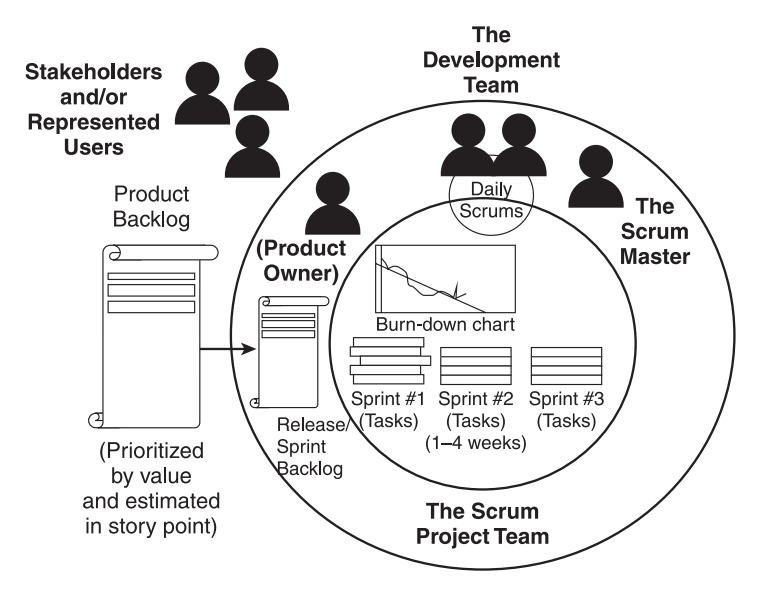 Stakeholders
and/or
Represented
Users
The
Development
Team
Daily
Scrums
The
Scrum
Master
Product
Backlog
(Product
Owner)
Burn-down chart
Sprint #1
(Tasks)
Sprint #2
(Tasks)
(1–4 weeks)
Sprint #3
(Tasks)
Release/
Sprint
Backlog
(Prioritized
by value
and estimated
in story point)
The Scrum
Project Team